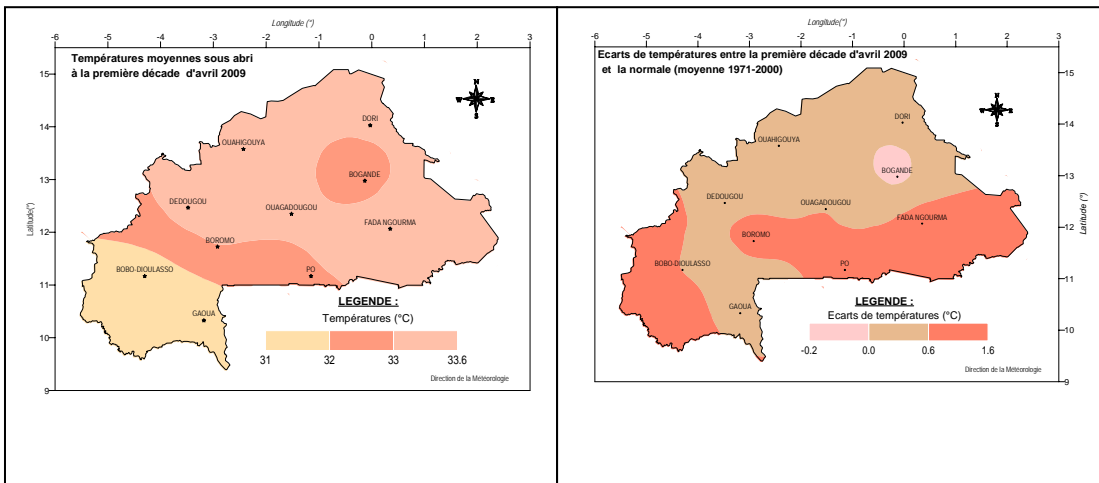 Longitude (°)
-6 -5 -4 -3 -2 -1 0 1 2 3
Températures moyennes sous abri
à la première décade d'avril 2009
N
W E
S
15
14
13
12
11
10
9
Latitude(°)
DORI
OUAHIGOUYA
BOGANDE
DEDOUGOU
OUAGADOUGOU
FADA NGOURMA
BOROMO
BOBO-DIOULASSO
PO
GAOUA
LEGENDE :
Températures (°C)
31 32 33 33.6
Direction de la Météorologie
Longitude(°)
-6 -5 -4 -3 -2 -1 0 1 2 3
Ecarts de températures entre la première décade d'avril 2009
et la normale (moyenne 1971-2000)
N
W E
S
15
14
13
12
11
10
9
Latitude (°)
DORI
OUAHIGOUYA
BOGANDE
DEDOUGOU
OUAGADOUGOU
FADA NGOURMA
BOROMO
BOBO-DIOULASSO
PO
GAOUA
LEGENDE :
Ecarts de températures (°C)
-0.2 0.0 0.6 1.6
Direction de la Météorologie